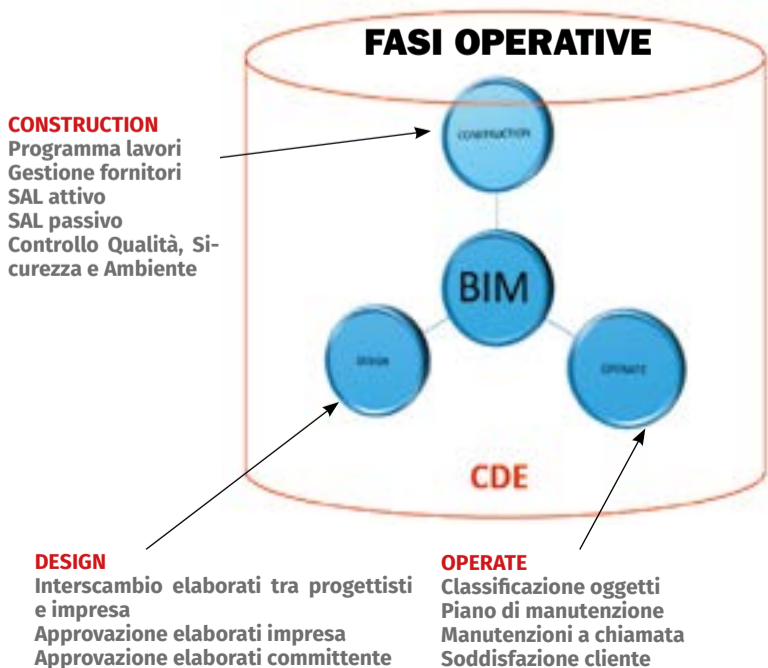 FASI OPERATIVE
CONSTRUCTION
Programma lavori
Gestione fornitori
SAL attivo
SAL passivo
Controllo Qualità, Si-
curezza e Ambiente
CONSTRUCTION
BIM
DESIGN
OPERATE
CDE
DESIGN
Interscambio elaborati tra progettisti
e impresa
Approvazione elaborati impresa
Approvazione elaborati committente
OPERATE
Classificazione oggetti
Piano di manutenzione
Manutenzioni a chiamata
Soddisfazione cliente